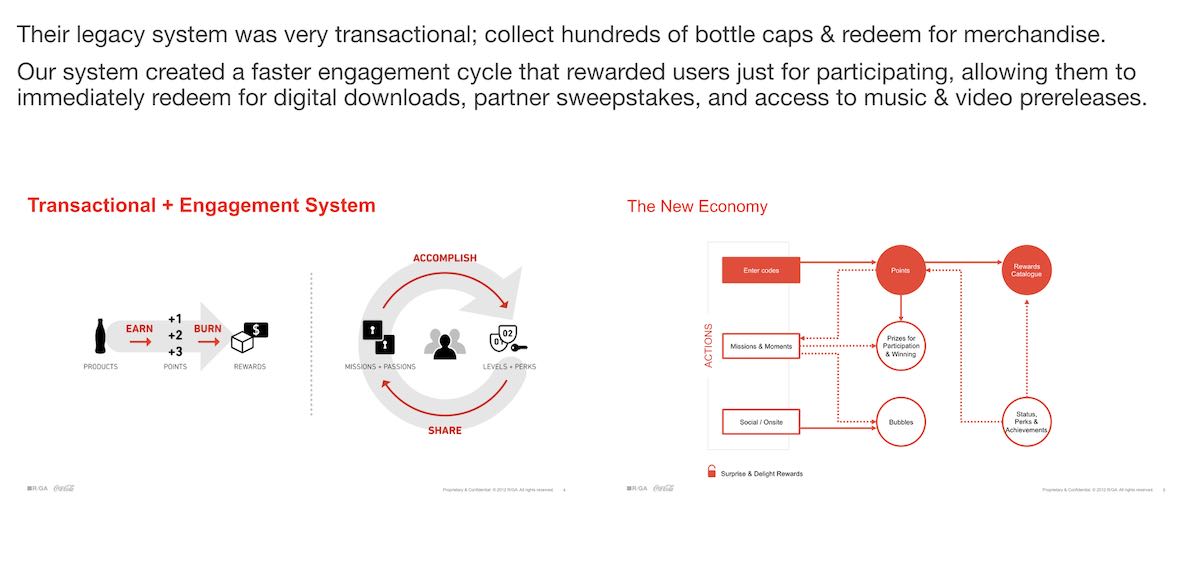 Their legacy system was very transactional; collect hundreds of bottle caps & redeem for merchandise.
Our system created a faster engagement cycle that rewarded users just for participating, allowing them to
immediately redeem for digital downloads, partner sweepstakes, and access to music & video prereleases.
Transactional + Engagement System
ACCOMPLISH
EARN
+1
+2
+3
BURN
$
PRODUCTS
POINTS
REWARDS
01
02
MISSIONS + PASSIONS
LEVELS + PERKS
SHARE
R/GA
Coca-Cola
Proprietary & Confidential. © 2012 R/GA All rights reserved.
4
The New Economy
ACTIONS
Enter codes
Points
Rewards
Catalogue
Missions & Moments
Prizes for
Participation
& Winning
Social / Onsite
Bubbles
Status,
Perks &
Achievements
Surprise & Delight Rewards
R/GA
Coca-Cola
Proprietary & Confidential. © 2012 R/GA All rights reserved.
5